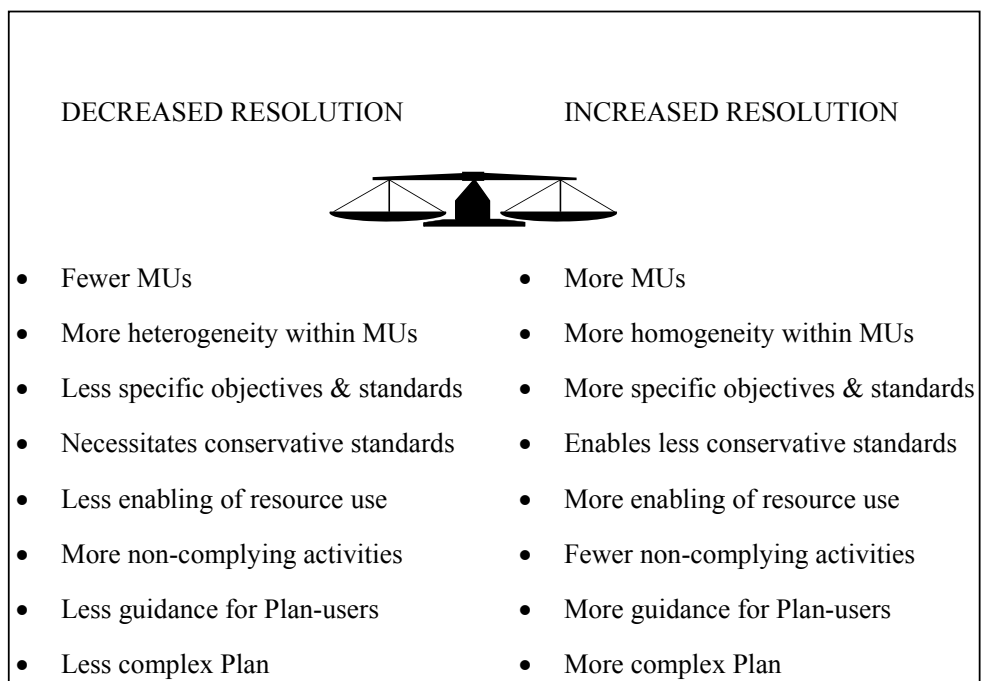 DECREASED RESOLUTION
INCREASED RESOLUTION
• Fewer MUs
• More heterogeneity within MUs
• Less specific objectives & standards
• Necessitates conservative standards
• Less enabling of resource use
• More non-complying activities
• Less guidance for Plan-users
• Less complex Plan
• More MUs
• More homogeneity within MUs
• More specific objectives & standards
• Enables less conservative standards
• More enabling of resource use
• Fewer non-complying activities
• More guidance for Plan-users
• More complex Plan